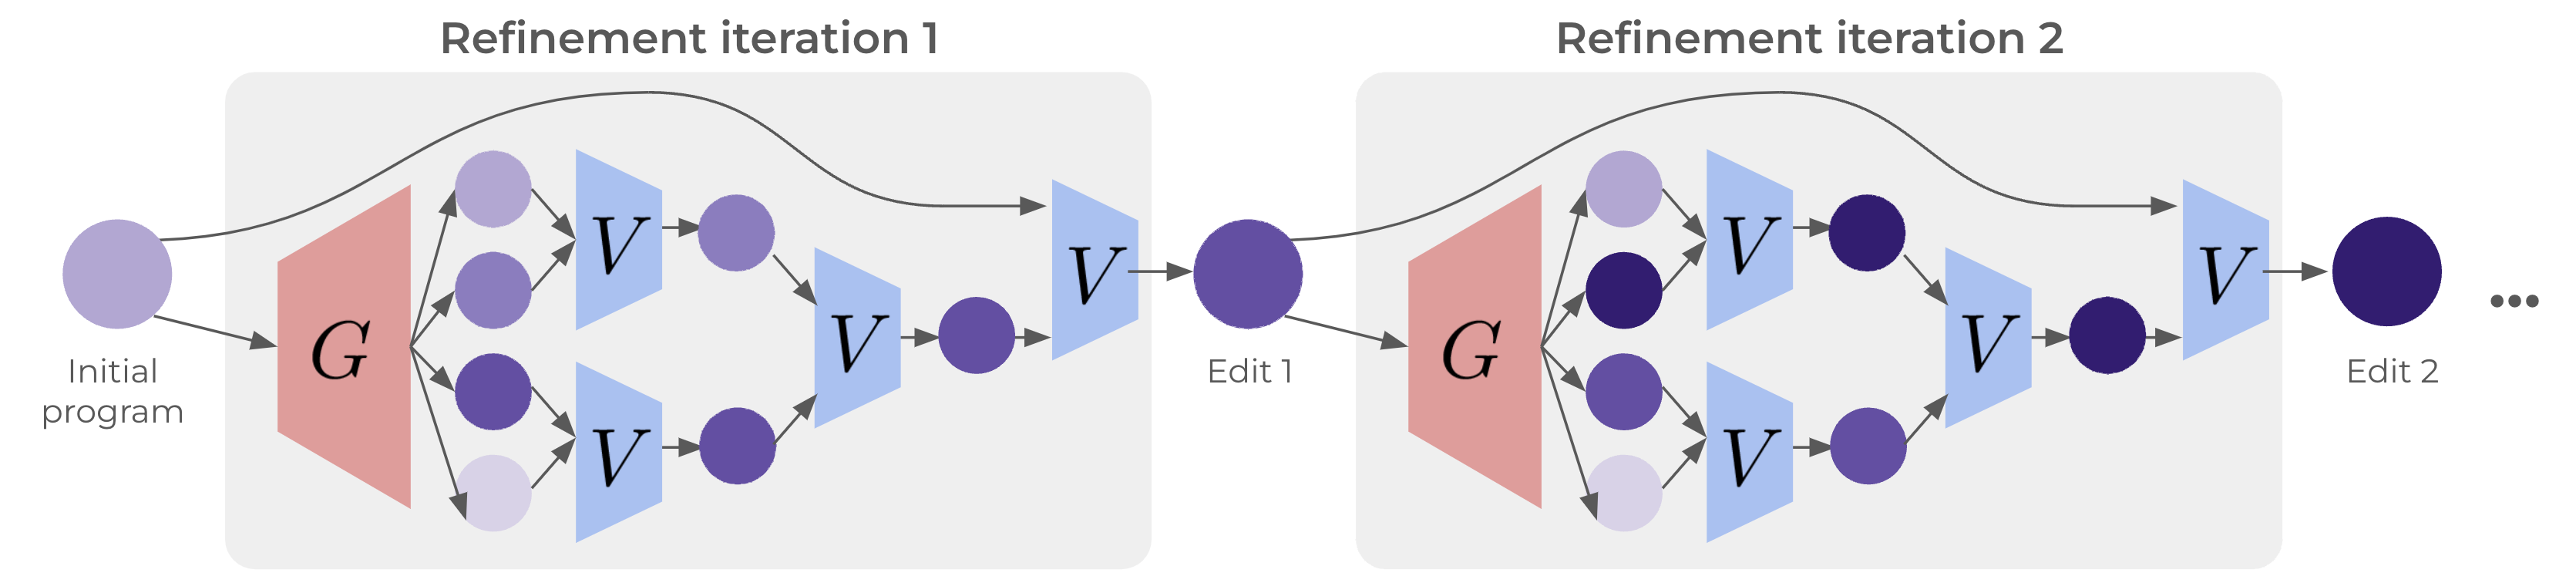 Refinement iteration 1
Refinement iteration 2
Initial
program
G
V
V
V
V
Edit 1
G
V
V
V
V
Edit 2
...